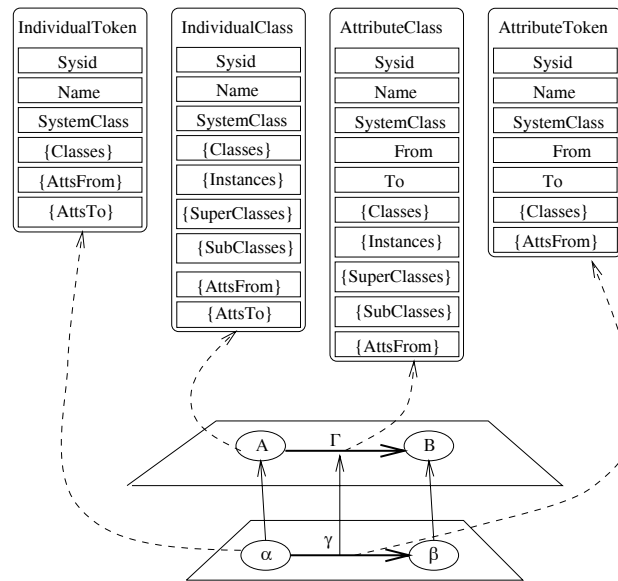 IndividualToken
Sysid
Name
SystemClass
{Classes}
{AttsFrom}
{AttsTo}
IndividualClass
Sysid
Name
SystemClass
{Classes}
{Instances}
{SuperClasses}
{SubClasses}
{AttsFrom}
{AttsTo}
AttributeClass
Sysid
Name
SystemClass
From
To
{Classes}
{Instances}
{SuperClasses}
{SubClasses}
{AttsFrom}
AttributeToken
Sysid
Name
SystemClass
From
To
{Classes}
{AttsFrom}
A
Γ
B
α
γ
β